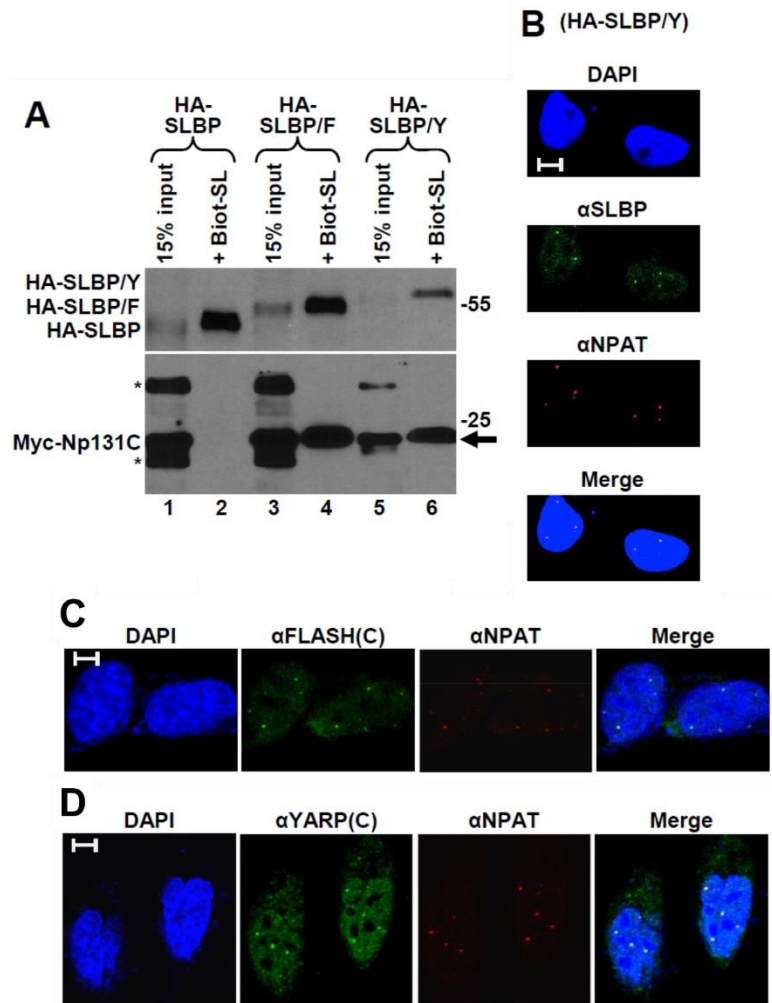 A
HA-
SLBP
HA-
SLBP/F
HA-
SLBP/Y
15% input
+ Biot-SL
15% input
+ Biot-SL
15% input
+ Biot-SL
HA-SLBP/Y
HA-SLBP/F
HA-SLBP
-55
*
-25
Myc-Np131C
*
1 2 3 4 5 6
B (HA-SLBP/Y)
DAPI
αSLBP
αNPAT
Merge
C
DAPI αFLASH(C) αNPAT Merge
D
DAPI αYARP(C) αNPAT Merge